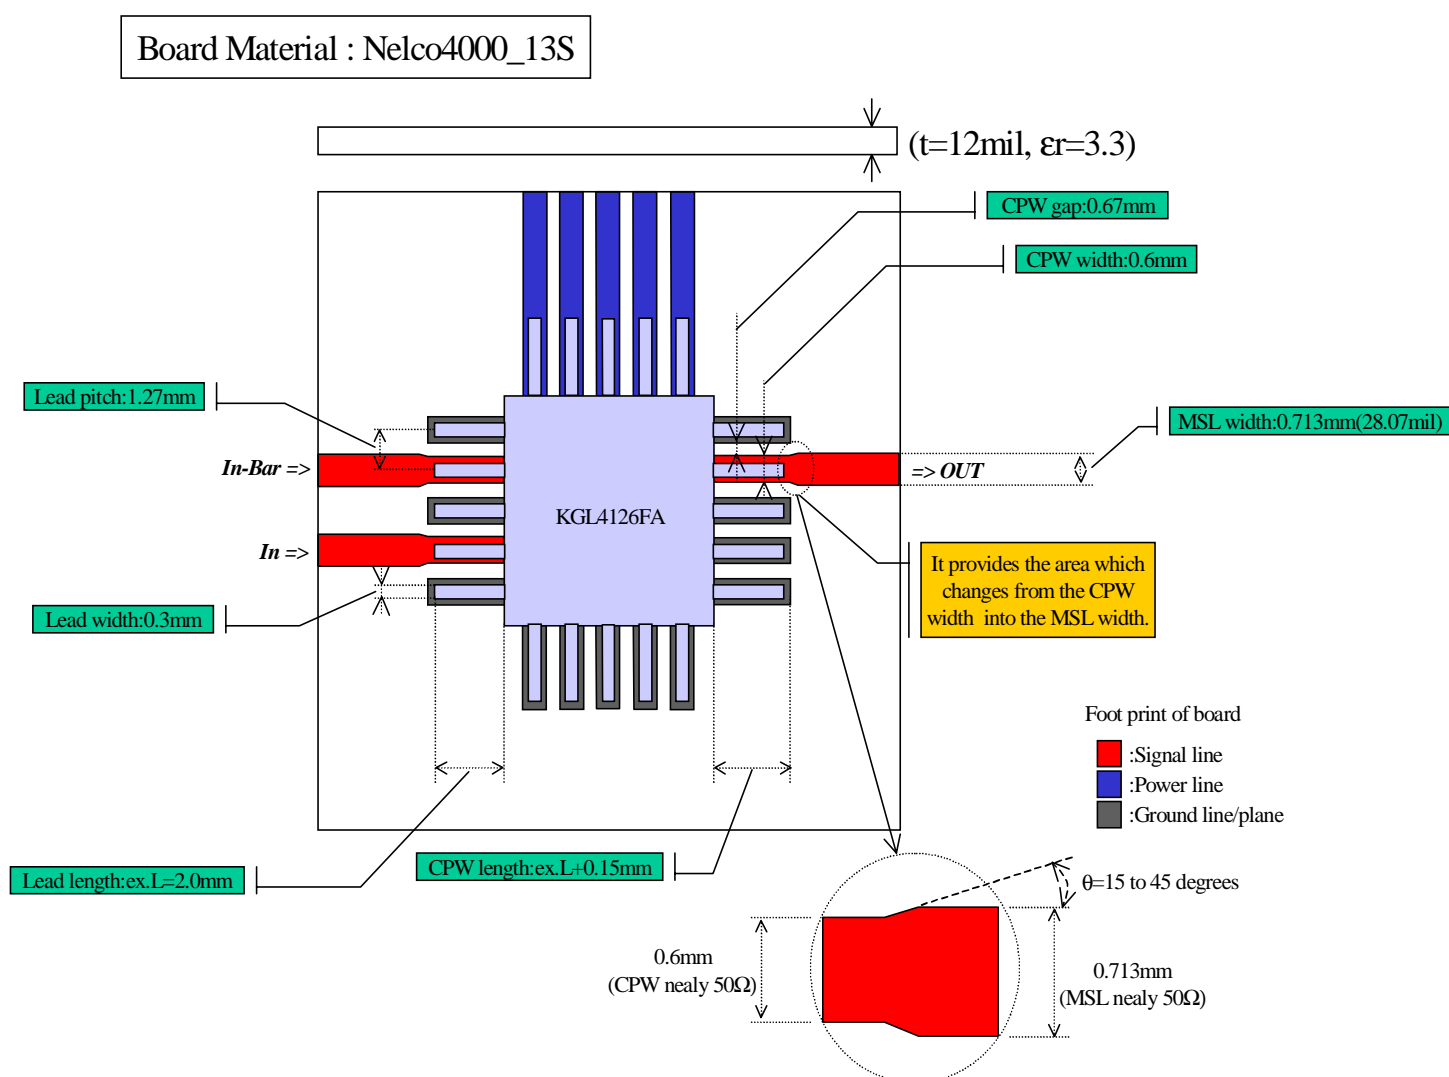 Board Material : Nelco4000_13S
(t=12mil, εr=3.3)
CPW gap:0.67mm
CPW width:0.6mm
Lead pitch:1.27mm
MSL width:0.713mm(28.07mil)
In-Bar =>
=> OUT
KGL4126FA
In =>
It provides the area which
changes from the CPW
width into the MSL width.
Lead width:0.3mm
Foot print of board
:Signal line
:Power line
:Ground line/plane
CPW length:ex.L+0.15mm
Lead length:ex.L=2.0mm
θ=15 to 45 degrees
0.6mm
(CPW nealy 50Ω)
0.713mm
(MSL nealy 50Ω)